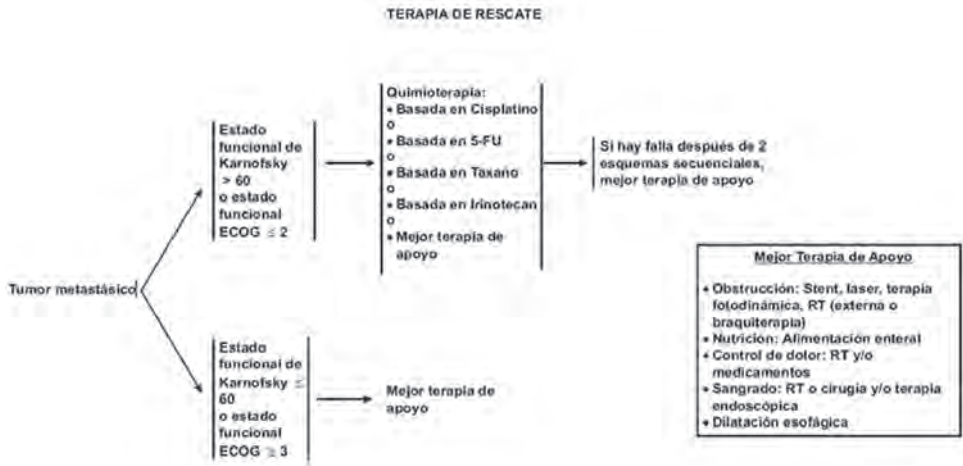 TERAPIA DE RESCATE
Tumor metastásico
Estado
funcional de
Karnofsky
> 60
o estado
funcional
ECOG ≤ 2
Quimioterapia:
• Basada en Cisplatino
o
• Basada en 5-FU
o
• Basada en Taxano
o
• Basada en Irinotecan
o
• Mejor terapia de
apoyo
Si hay falla después de 2
esquemas secuenciales,
mejor terapia de apoyo
Estado
funcional de
Karnofsky ≤
60
o estado
funcional
ECOG ≥ 3
Mejor terapia de
apoyo
Mejor Terapia de Apoyo
• Obstrucción: Stent, laser, terapia
fotodinámica, RT (externa o
braquiterapia)
• Nutrición: Alimentación enteral
• Control de dolor: RT y/o
medicamentos
• Sangrado: RT o cirugía y/o terapia
endoscópica
• Dilatación esofágica